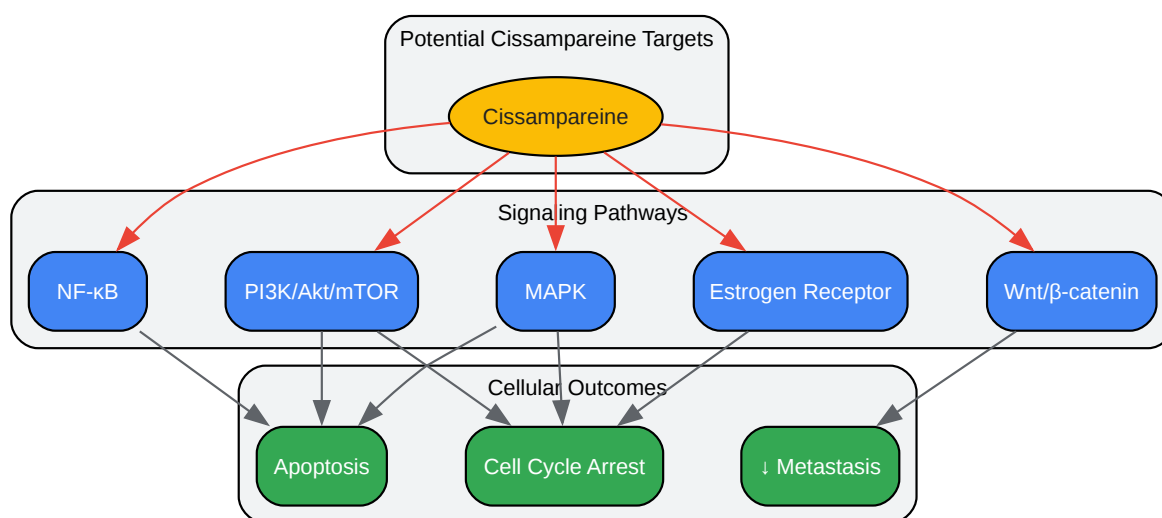 Potential Cissampareine Targets
Cissampareine
Signaling Pathways
NF-κB
PI3K/Akt/mTOR
MAPK
Estrogen Receptor
Wnt/β-catenin
Cellular Outcomes
Apoptosis
Cell Cycle Arrest
↓ Metastasis